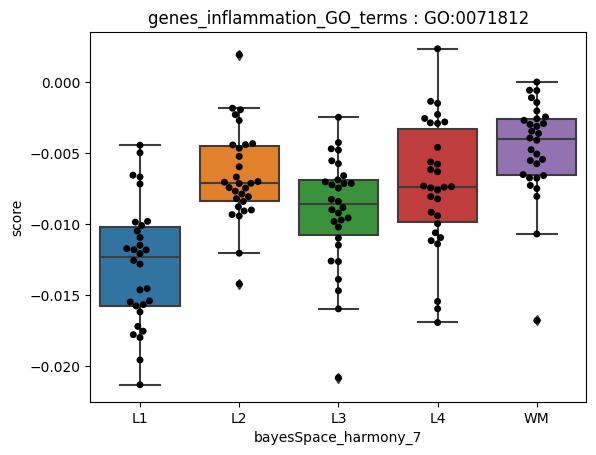 genes_inflammation_GO_terms : GO:0071812
score
0.000
−0.005
−0.010
−0.015
−0.020
L1 L2 L3 L4 WM
bayesSpace_harmony_7